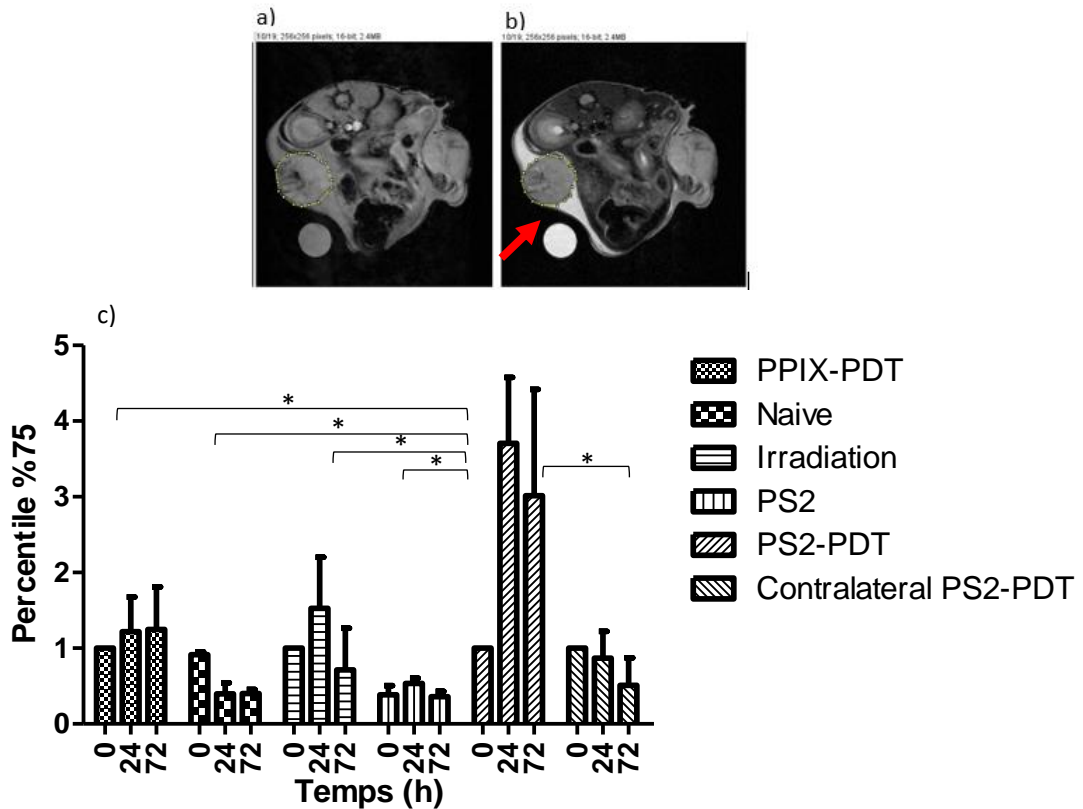 a)
b)
10/19; 256x256 pixels; 16-bit; 2.4MB
10/19; 256x256 pixels; 16-bit; 2.4MB
c)
Percentile %75
5
4
3
2
1
0
*
*
*
*
*
0 24 72 0 24 72 0 24 72 0 24 72 0 24 72 0 24 72
Temps (h)
PPIX-PDT
Naive
Irradiation
PS2
PS2-PDT
Contralateral PS2-PDT